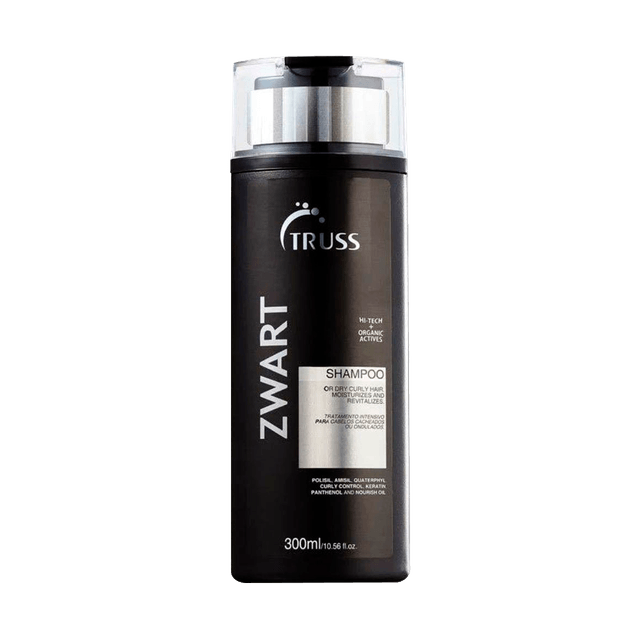 TRUSS
ZWART
HI-TECH
+
ORGANIC
ACTIVES
SHAMPOO
OR DRY CURLY HAIR,
MOISTURIZES AND
REVITALIZES.
TRATAMENTO INTENSIVO
PARA CABELOS CACHEADOS
OU ONDULADOS.
POLISIL, AMISIL, QUATERPHYL
CURLY CONTROL, KERATIN
PANTHENOL AND NOURISH OIL
300ml/10.56 fl.oz.